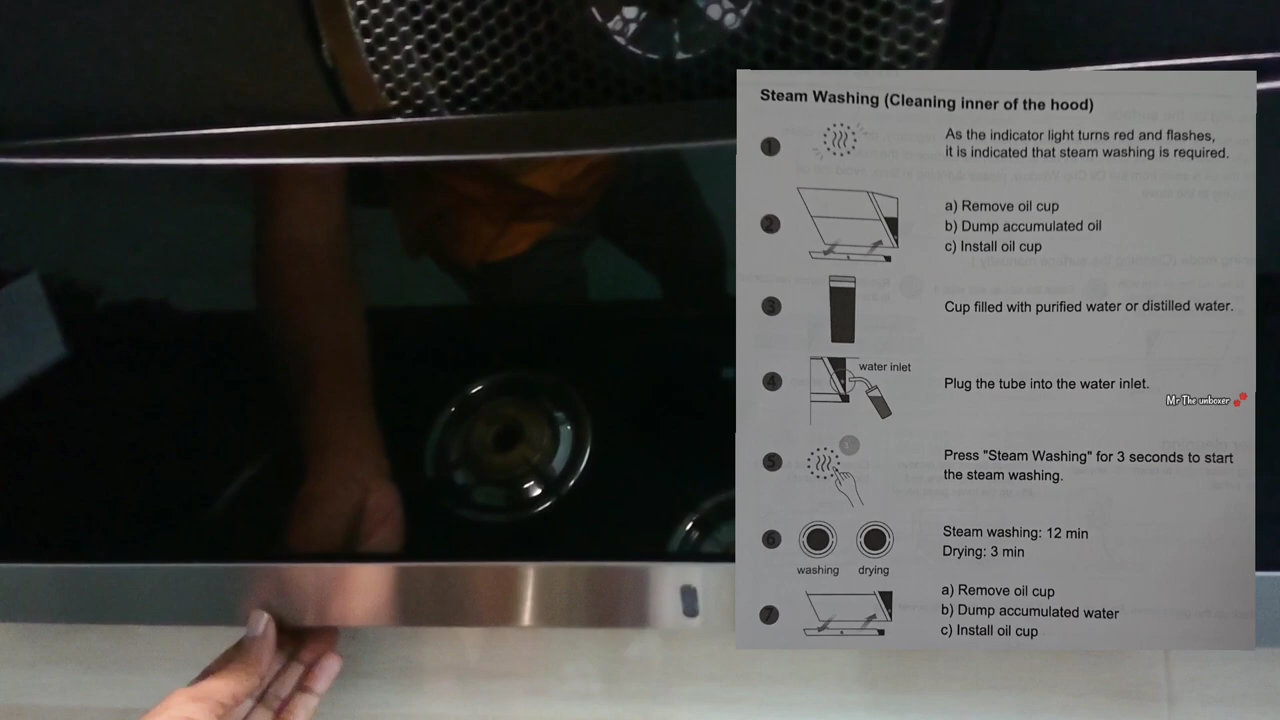 Steam Washing (Cleaning inner of the hood)
1
As the indicator light turns red and flashes,
it is indicated that steam washing is required.
2
a) Remove oil cup
b) Dump accumulated oil
c) Install oil cup
3
Cup filled with purified water or distilled water.
4
water inlet
Plug the tube into the water inlet.
Mr The unboxer
5
Press "Steam Washing" for 3 seconds to start
the steam washing.
6
washing
drying
Steam washing: 12 min
Drying: 3 min
7
a) Remove oil cup
b) Dump accumulated water
c) Install oil cup